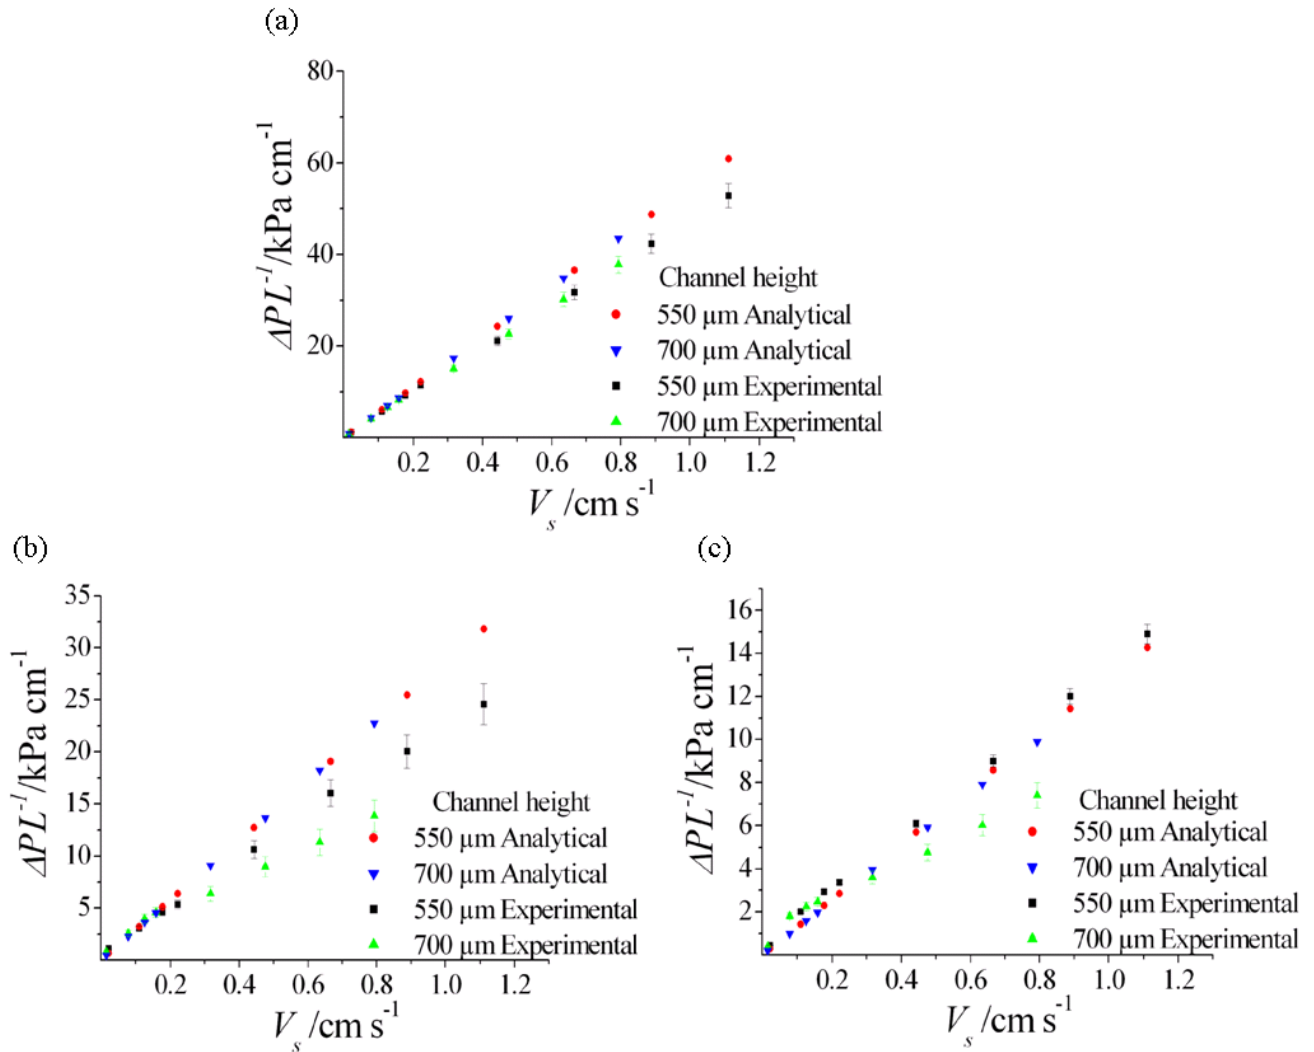 (a)
80
60
40
20
ΔPL⁻¹/kPa cm⁻¹
Channel height
550 µm Analytical
700 µm Analytical
550 µm Experimental
700 µm Experimental
0.2 0.4 0.6 0.8 1.0 1.2
Vₛ /cm s⁻¹
(b)
35
30
25
20
15
10
5
ΔPL⁻¹/kPa cm⁻¹
Channel height
550 µm Analytical
700 µm Analytical
550 µm Experimental
700 µm Experimental
0.2 0.4 0.6 0.8 1.0 1.2
Vₛ /cm s⁻¹
(c)
16
14
12
10
8
6
4
2
ΔPL⁻¹/kPa cm⁻¹
Channel height
550 µm Analytical
700 µm Analytical
550 µm Experimental
700 µm Experimental
0.2 0.4 0.6 0.8 1.0 1.2
Vₛ /cm s⁻¹